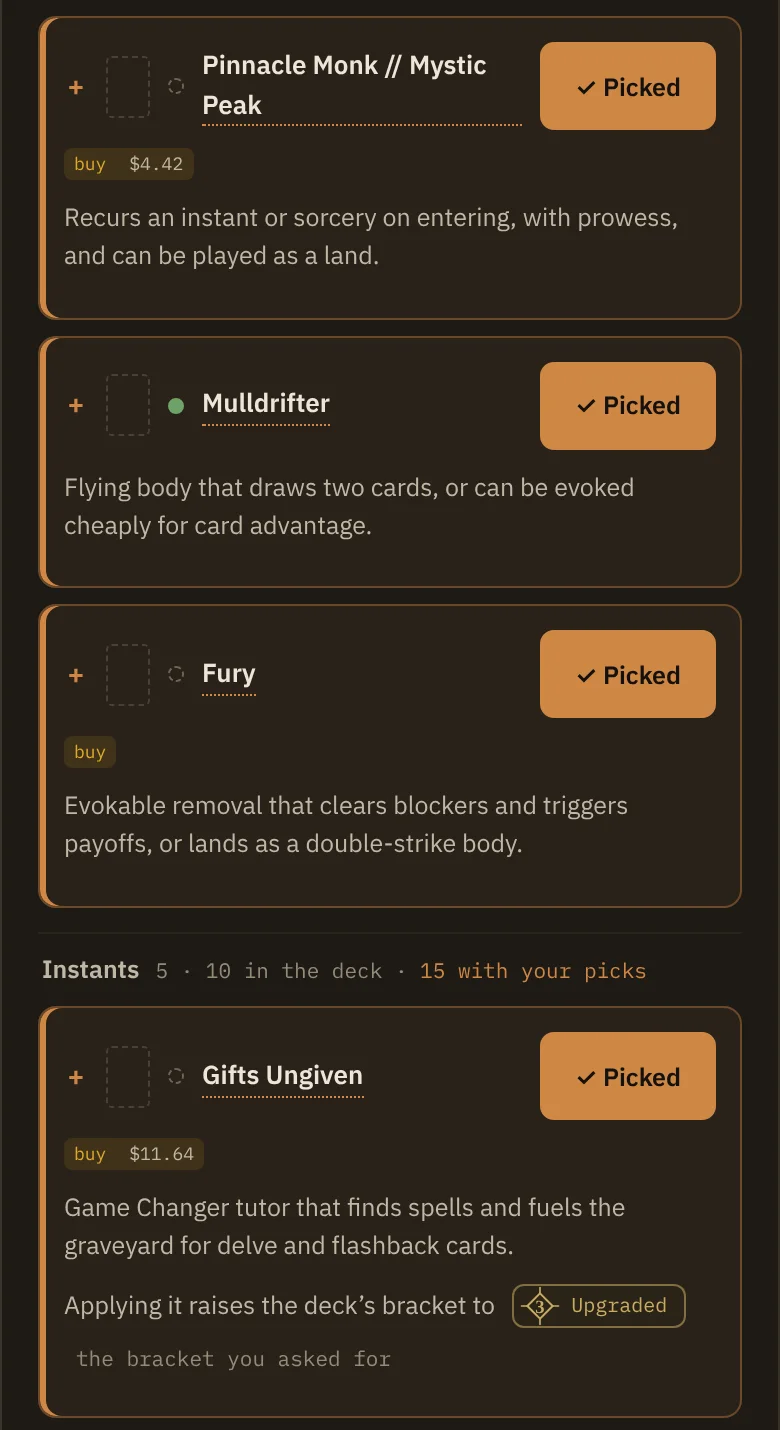 + Pinnacle Monk // Mystic
Peak
✓ Picked
buy $4.42
Recurs an instant or sorcery on entering, with prowess,
and can be played as a land.
+ Mulldrifter ✓ Picked
Flying body that draws two cards, or can be evoked
cheaply for card advantage.
+ Fury ✓ Picked
buy
Evokable removal that clears blockers and triggers
payoffs, or lands as a double-strike body.
Instants 5 · 10 in the deck · 15 with your picks
+ Gifts Ungiven ✓ Picked
buy $11.64
Game Changer tutor that finds spells and fuels the
graveyard for delve and flashback cards.
Applying it raises the deck’s bracket to 3 Upgraded
the bracket you asked for